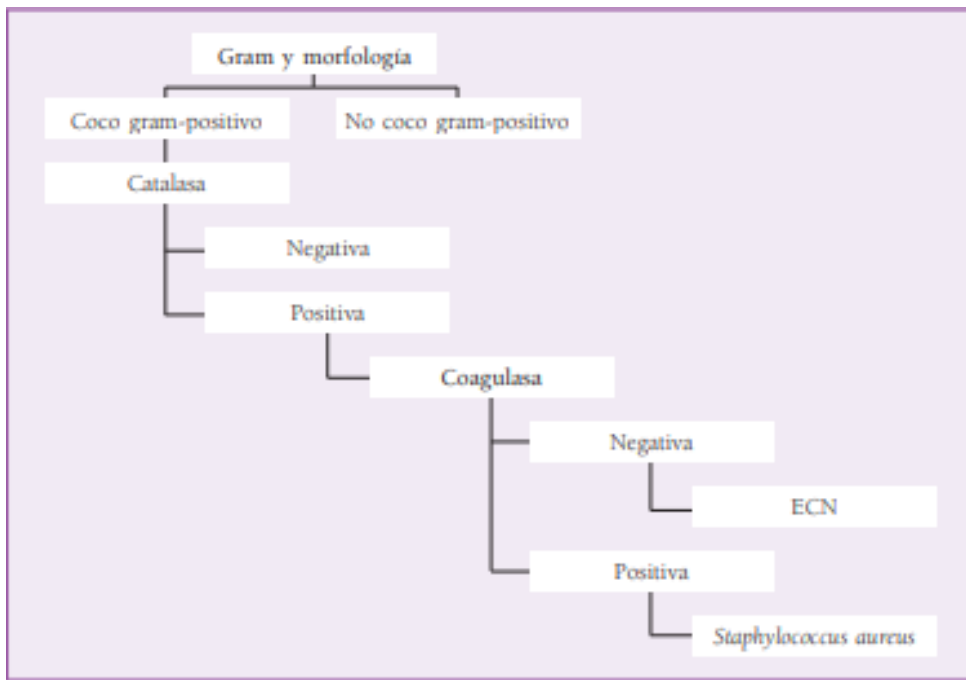 Gram y morfología
Coco gram-positivo
No coco gram-positivo
Catalasa
Negativa
Positiva
Coagulasa
Negativa
ECN
Positiva
Staphylococcus aureus